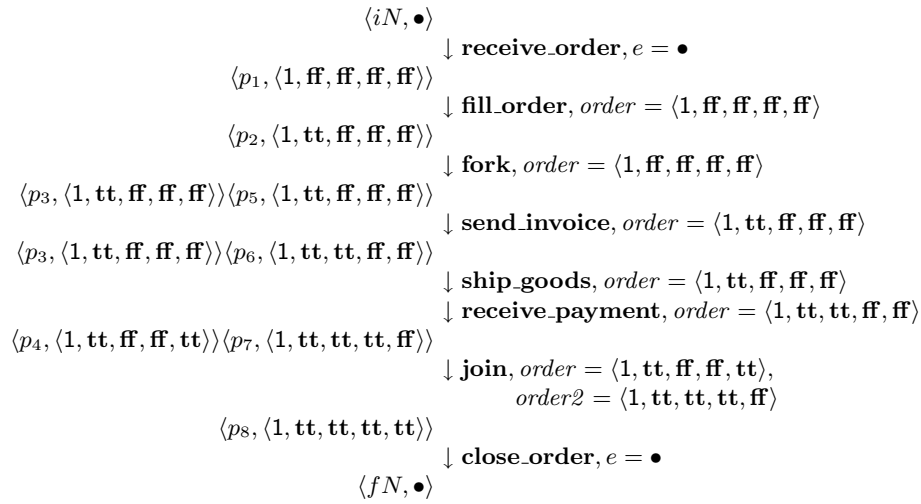 ⟨iN, •⟩
↓ receive_order, e = •
⟨p₁, ⟨1, ff, ff, ff, ff⟩⟩
↓ fill_order, order = ⟨1, ff, ff, ff, ff⟩
⟨p₂, ⟨1, tt, ff, ff, ff⟩⟩
↓ fork, order = ⟨1, ff, ff, ff, ff⟩
⟨p₃, ⟨1, tt, ff, ff, ff⟩⟩⟨p₅, ⟨1, tt, ff, ff, ff⟩⟩
↓ send_invoice, order = ⟨1, tt, ff, ff, ff⟩
⟨p₃, ⟨1, tt, ff, ff, ff⟩⟩⟨p₆, ⟨1, tt, tt, ff, ff⟩⟩
↓ ship_goods, order = ⟨1, tt, ff, ff, ff⟩
↓ receive_payment, order = ⟨1, tt, tt, ff, ff⟩
⟨p₄, ⟨1, tt, ff, ff, tt⟩⟩⟨p₇, ⟨1, tt, tt, tt, ff⟩⟩
↓ join, order = ⟨1, tt, ff, ff, tt⟩,
order2 = ⟨1, tt, tt, tt, ff⟩
⟨p₈, ⟨1, tt, tt, tt, tt⟩⟩
↓ close_order, e = •
⟨fN, •⟩